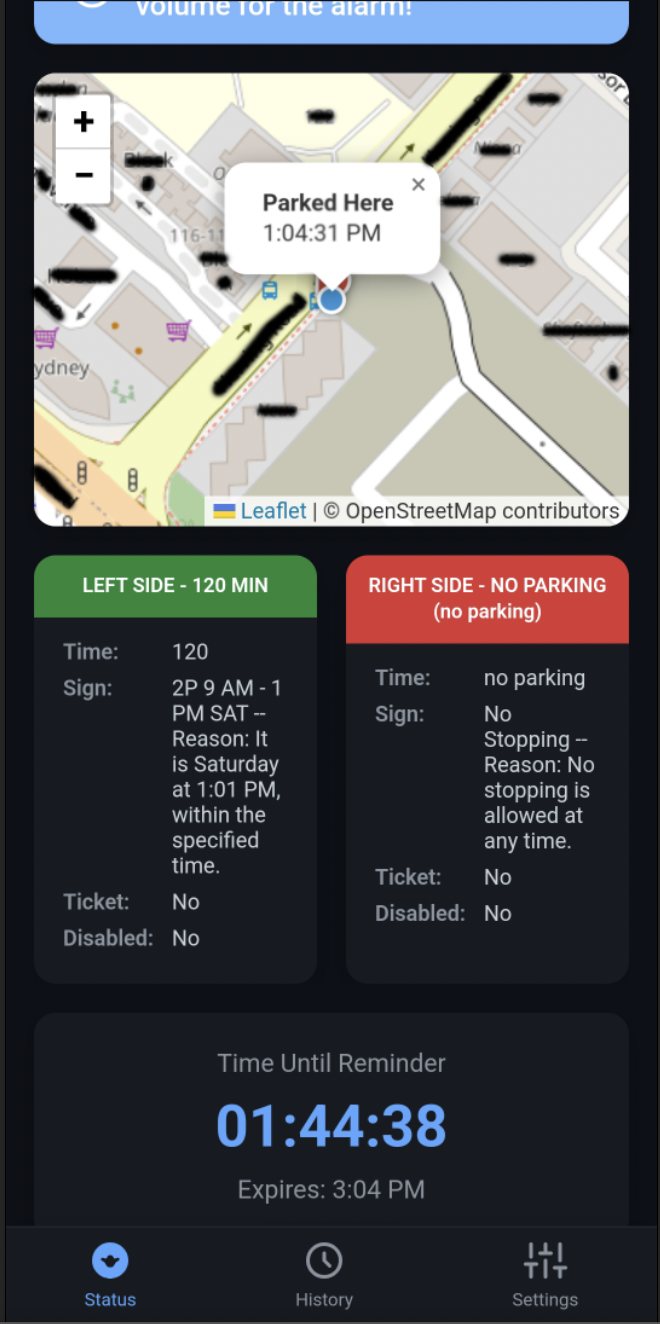 volume for the alarm!
+
−
Parked Here
1:04:31 PM
×
116-11
ydney
Leaflet | © OpenStreetMap contributors
LEFT SIDE - 120 MIN
Time: 120
Sign: 2P 9 AM - 1
PM SAT --
Reason: It
is Saturday
at 1:01 PM,
within the
specified
time.
Ticket: No
Disabled: No
RIGHT SIDE - NO PARKING
(no parking)
Time: no parking
Sign: No
Stopping --
Reason: No
stopping is
allowed at
any time.
Ticket: No
Disabled: No
Time Until Reminder
01:44:38
Expires: 3:04 PM
Status
History
Settings